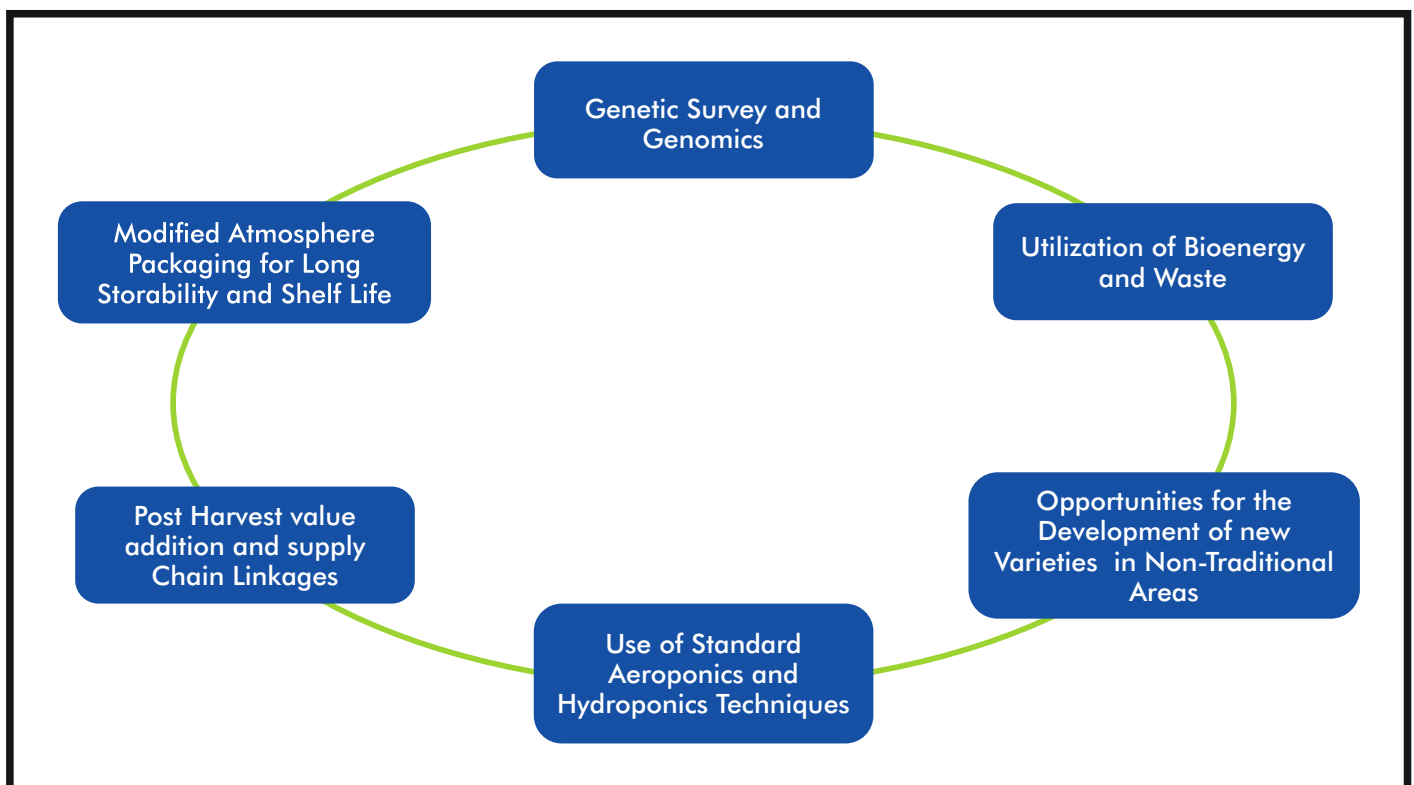 Genetic Survey and
Genomics
Utilization of Bioenergy
and Waste
Opportunities for the
Development of new
Varieties  in Non-Traditional
Areas
Use of Standard
Aeroponics and
Hydroponics Techniques
Post Harvest value
addition and supply
Chain Linkages
Modified Atmosphere
Packaging for Long
Storability and Shelf Life